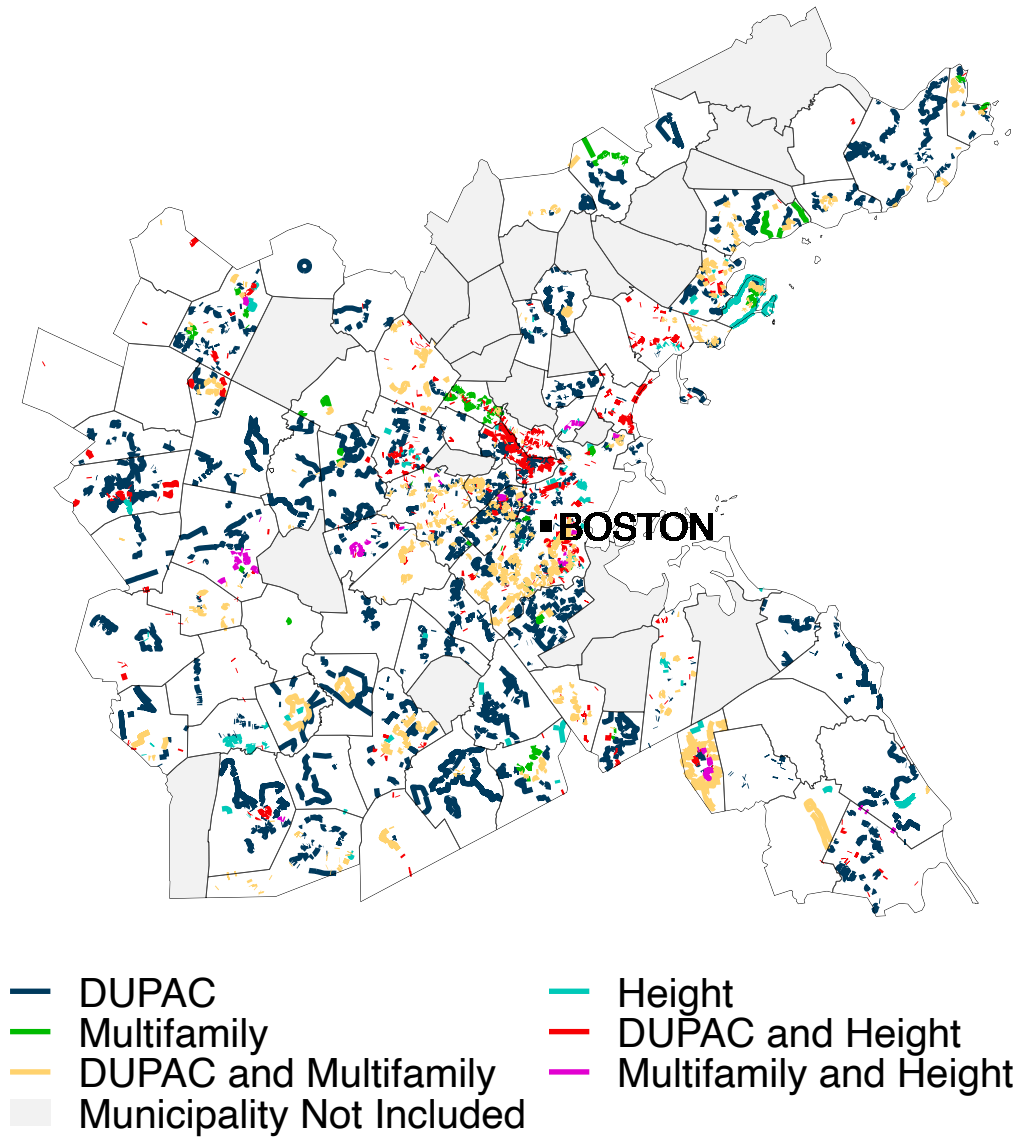 BOSTON
DUPAC
Multifamily
DUPAC and Multifamily
Municipality Not Included
Height
DUPAC and Height
Multifamily and Height